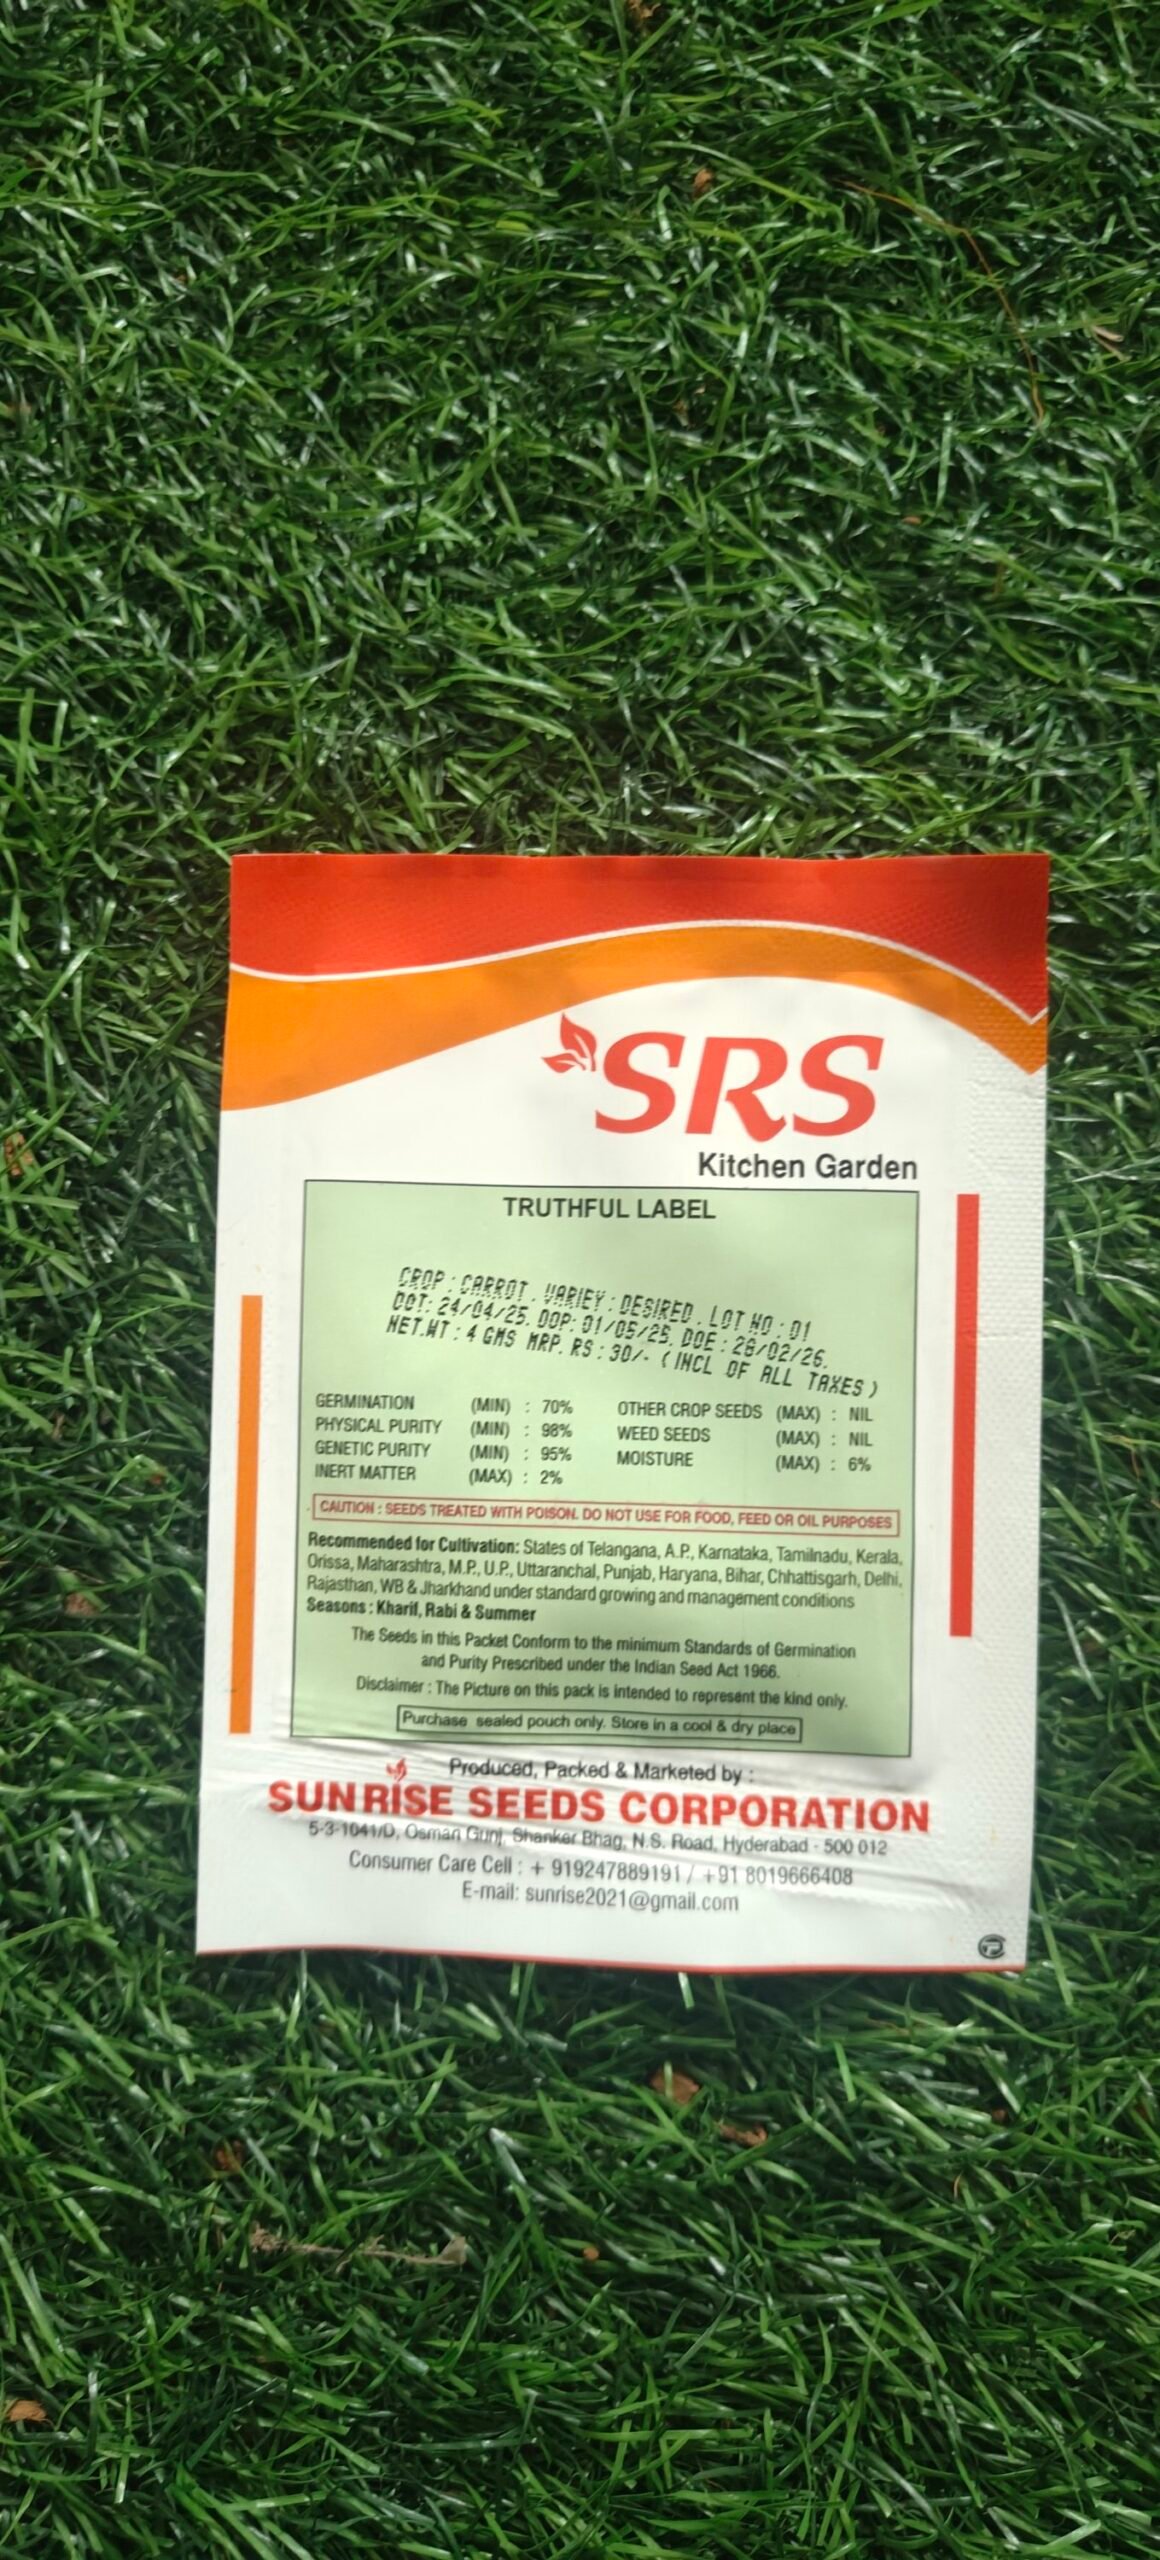 SRS
Kitchen Garden
TRUTHFUL LABEL
CROP : CARROT . VARIEY : DESIRED . LOT NO : 01
DOT: 24/04/25. DOP: 01/05/25. DOE : 28/02/26.
NET.WT : 4 GMS MRP. RS : 30/- ( INCL OF ALL TAXES )
GERMINATION (MIN) : 70% OTHER CROP SEEDS (MAX) : NIL
PHYSICAL PURITY (MIN) : 98% WEED SEEDS (MAX) : NIL
GENETIC PURITY (MIN) : 95% MOISTURE (MAX) : 6%
INERT MATTER (MAX) : 2%
CAUTION : SEEDS TREATED WITH POISON. DO NOT USE FOR FOOD, FEED OR OIL PURPOSES
Recommended for Cultivation: States of Telangana, A.P., Karnataka, Tamilnadu, Kerala,
Orissa, Maharashtra, M.P., U.P., Uttaranchal, Punjab, Haryana, Bihar, Chhattisgarh, Delhi,
Rajasthan, WB & Jharkhand under standard growing and management conditions
Seasons : Kharif, Rabi & Summer
The Seeds in this Packet Conform to the minimum Standards of Germination
and Purity Prescribed under the Indian Seed Act 1966.
Disclaimer : The Picture on this pack is intended to represent the kind only.
Purchase sealed pouch only. Store in a cool & dry place
Produced, Packed & Marketed by :
SUNRISE SEEDS CORPORATION
5-3-1041/D, Osman Gunj, Shanker Bhag, N.S. Road, Hyderabad - 500 012
Consumer Care Cell : + 919247889191 / +91 8019666408
E-mail: sunrise2021@gmail.com